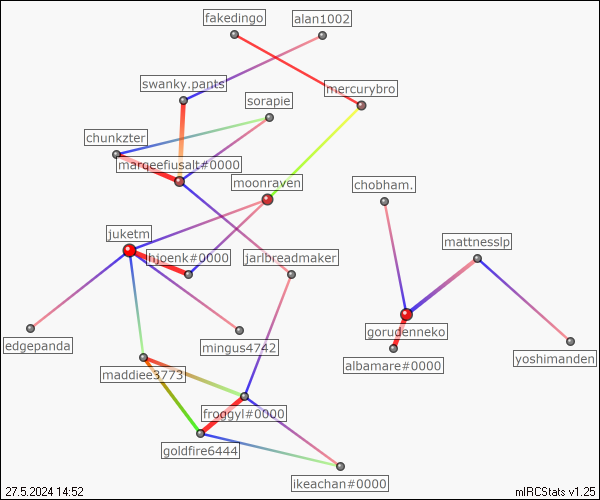 fakedingo
alan1002
swanky.pants
mercurybro
sorapie
chunkzter
marqeefiusalt#0000
moonraven
chobham.
juketm
mattnesslp
hjoenk#0000
jarlbreadmaker
gorudenneko
edgepanda
mingus4742
albamare#0000
yoshimanden
maddiee3773
froggyl#0000
goldfire6444
ikeachan#0000
27.5.2024 14:52
mIRCStats v1.25